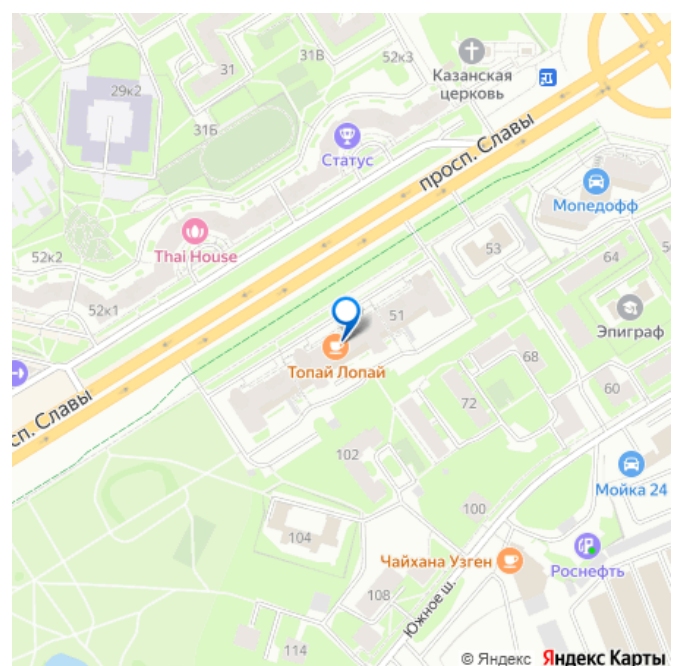 52к3
31В
31
Казанская
церковь
29к2
31Б
Статус
просп. Славы
Мопедофф
Thai House
52к2
53
64
52к1
51
Эпиграф
Топай Лопай
68
60
72
сп. Славы
102
Мойка 24
100
104
Чайхана Узген
Роснефть
108
Южное ш.
114
© Яндекс Яндекс Карты